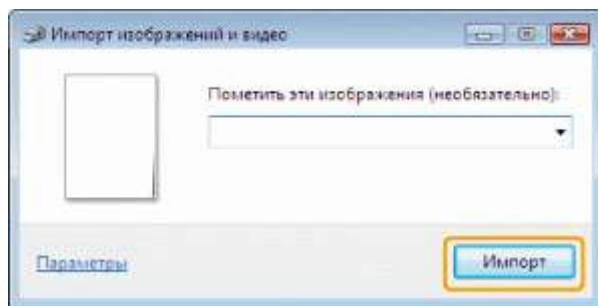 Импорт изображений и видео
Пометить эти изображения (необязательно):
Параметры
Импорт